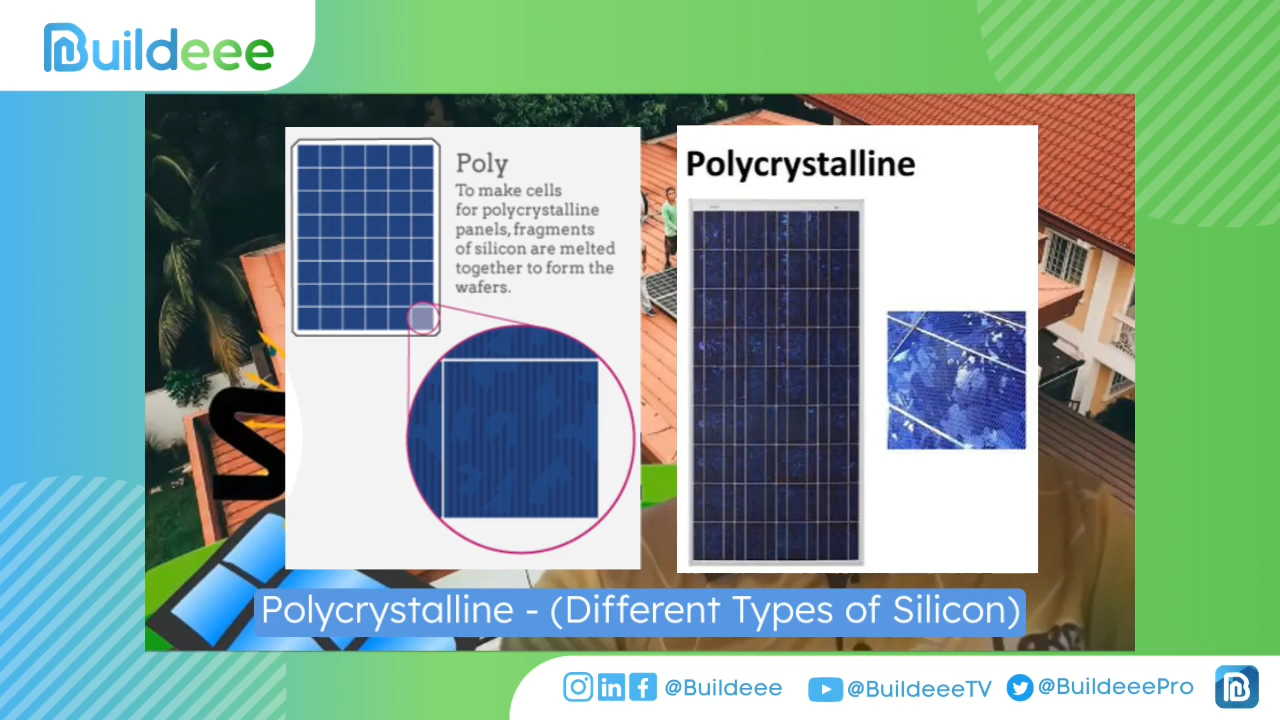 Buildeee
Poly
To make cells
for polycrystalline
panels, fragments
of silicon are melted
together to form the
wafers.
Polycrystalline
Polycrystalline - (Different Types of Silicon)
@Buildeee
@BuildeeeTV
@BuildeeePro